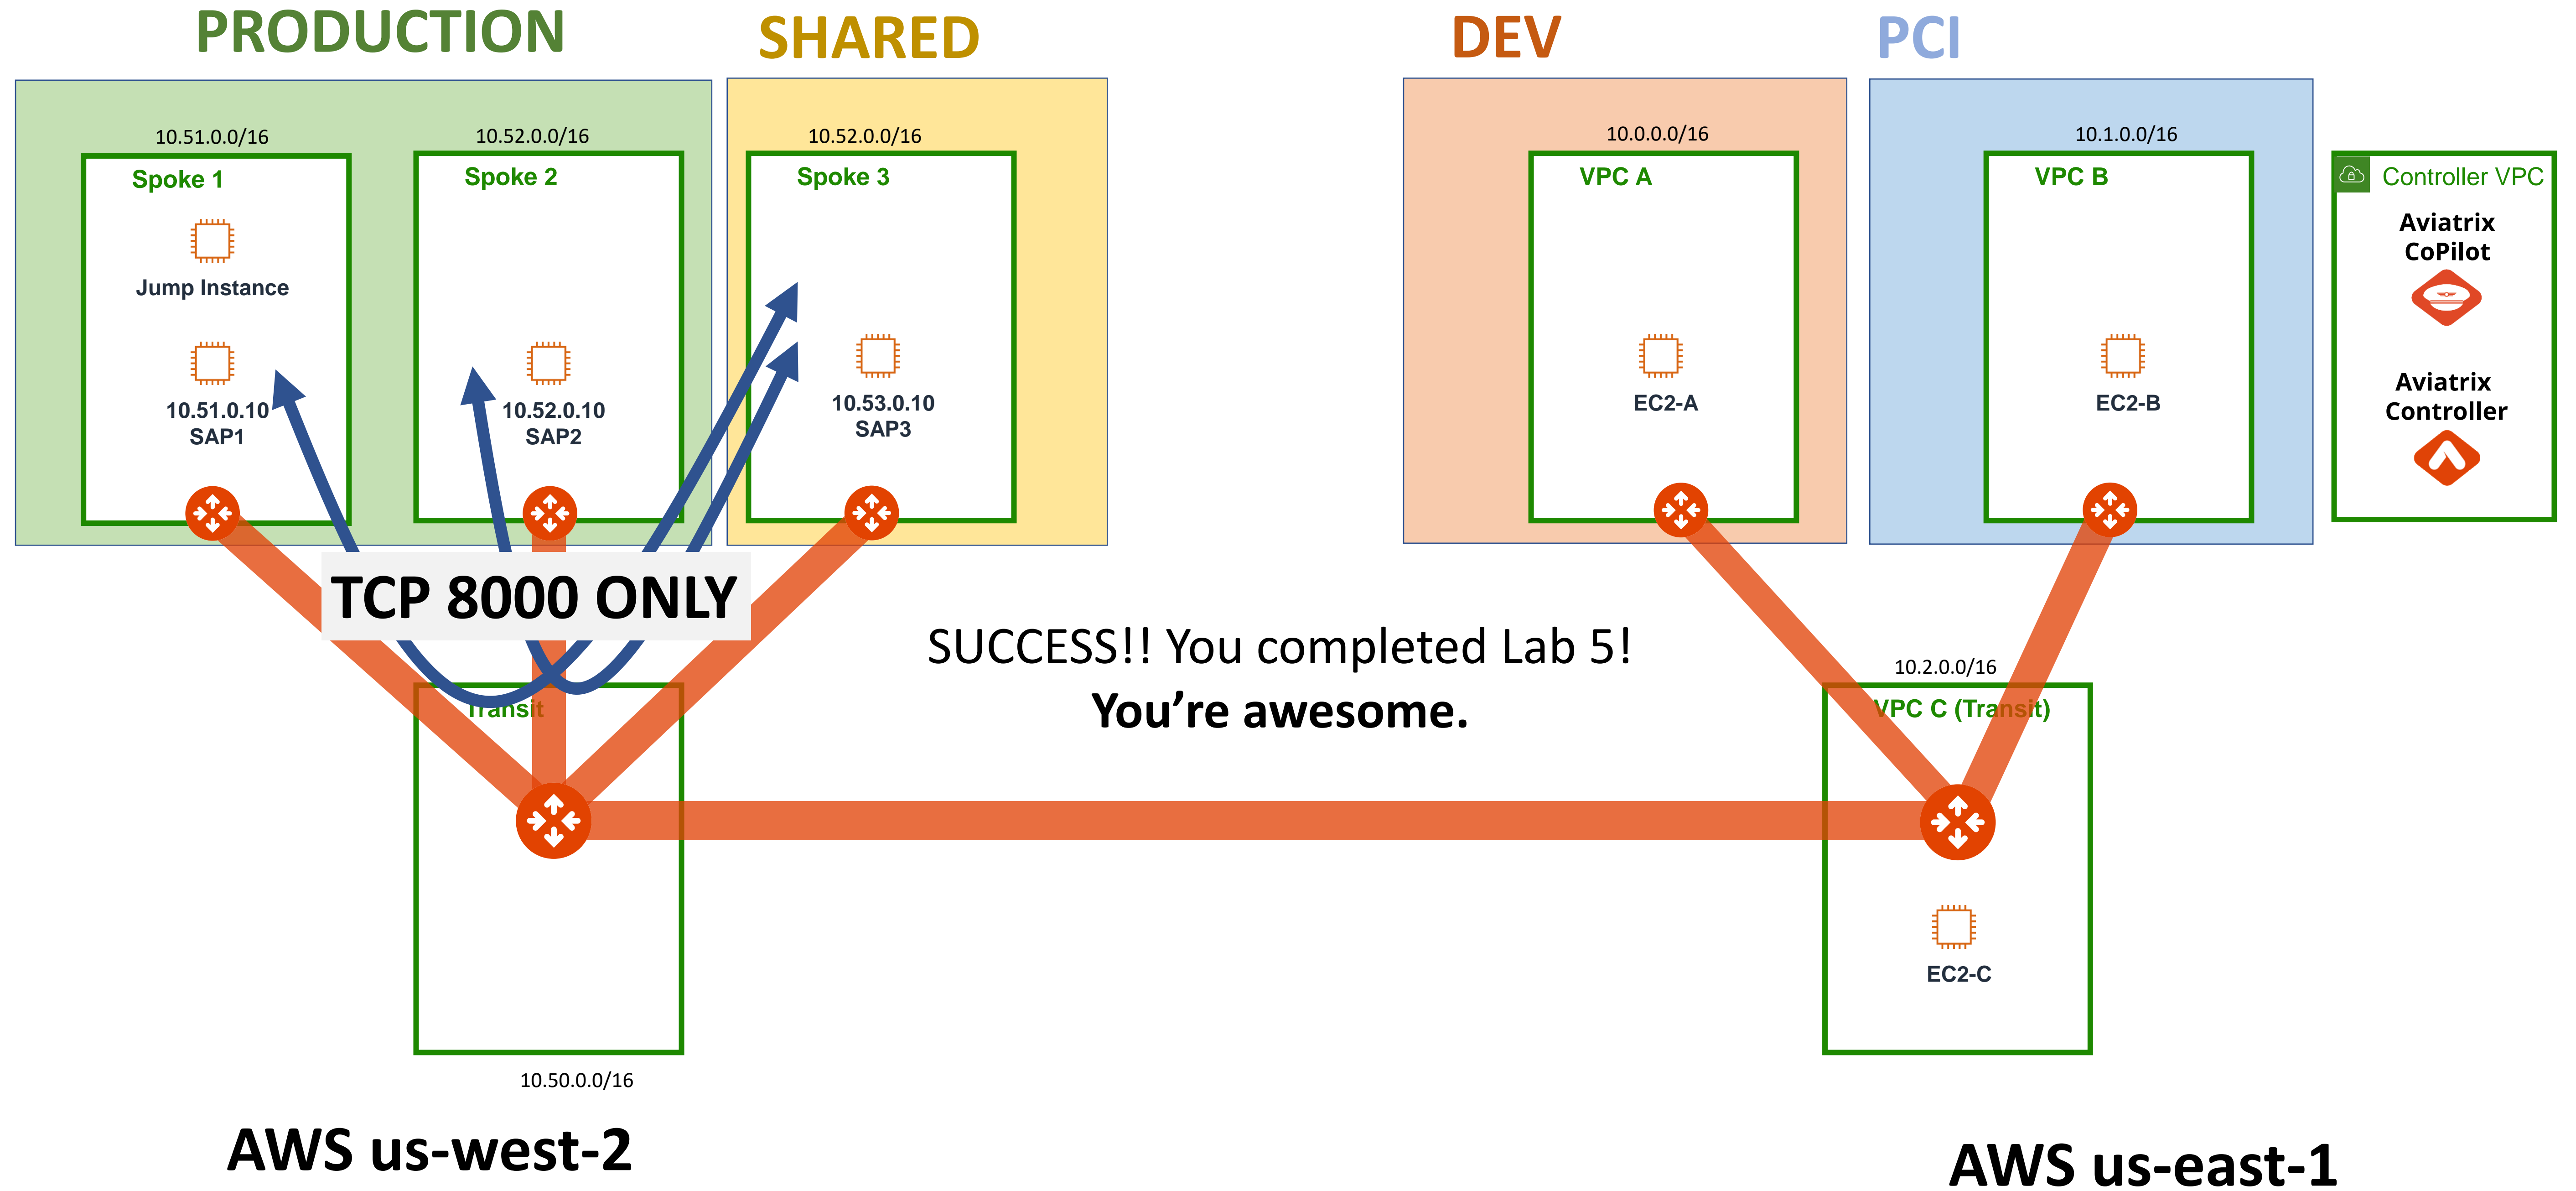 PRODUCTION
SHARED
DEV
PCI
10.51.0.0/16
10.52.0.0/16
10.52.0.0/16
10.0.0.0/16
10.1.0.0/16
Spoke 1
Spoke 2
Spoke 3
VPC A
VPC B
Controller VPC
Jump Instance
Aviatrix
CoPilot
10.51.0.10
SAP1
10.52.0.10
SAP2
10.53.0.10
SAP3
EC2-A
EC2-B
Aviatrix
Controller
TCP 8000 ONLY
SUCCESS!! You completed Lab 5!
You’re awesome.
10.2.0.0/16
Transit
VPC C (Transit)
EC2-C
10.50.0.0/16
AWS us-west-2
AWS us-east-1